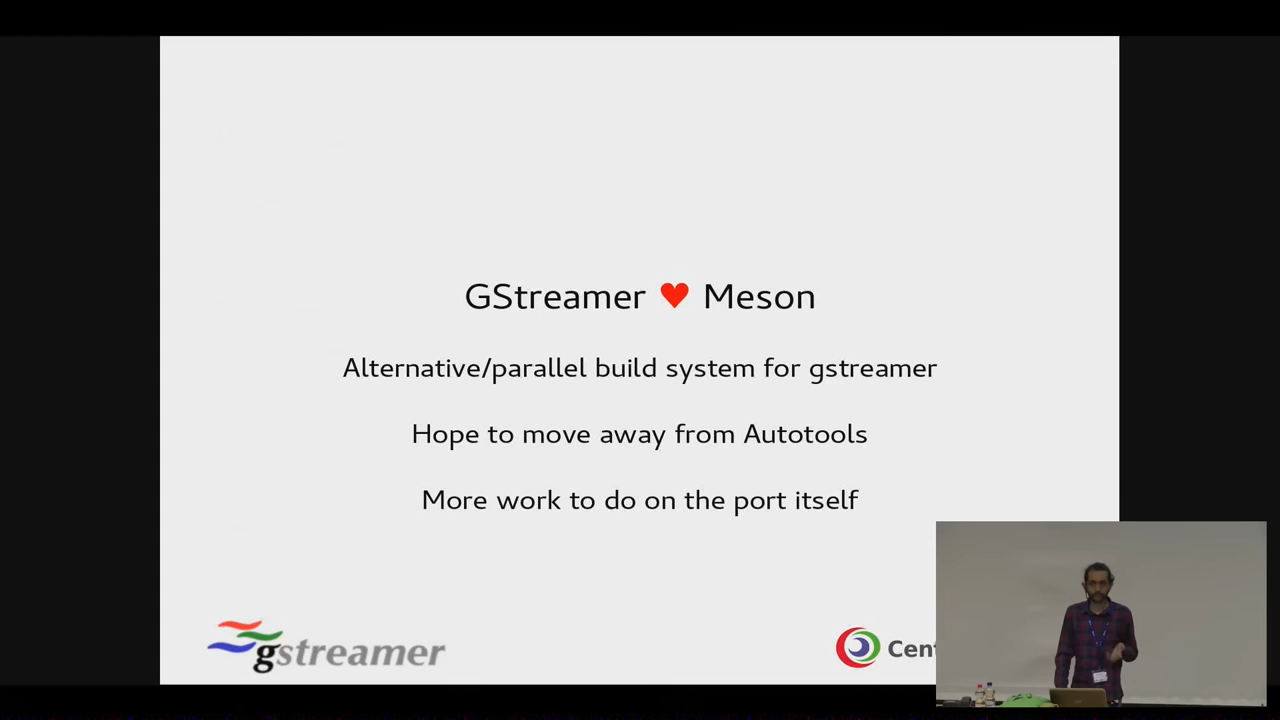 GStreamer ♥ Meson
Alternative/parallel build system for gstreamer
Hope to move away from Autotools
More work to do on the port itself
gstreamer
Cent